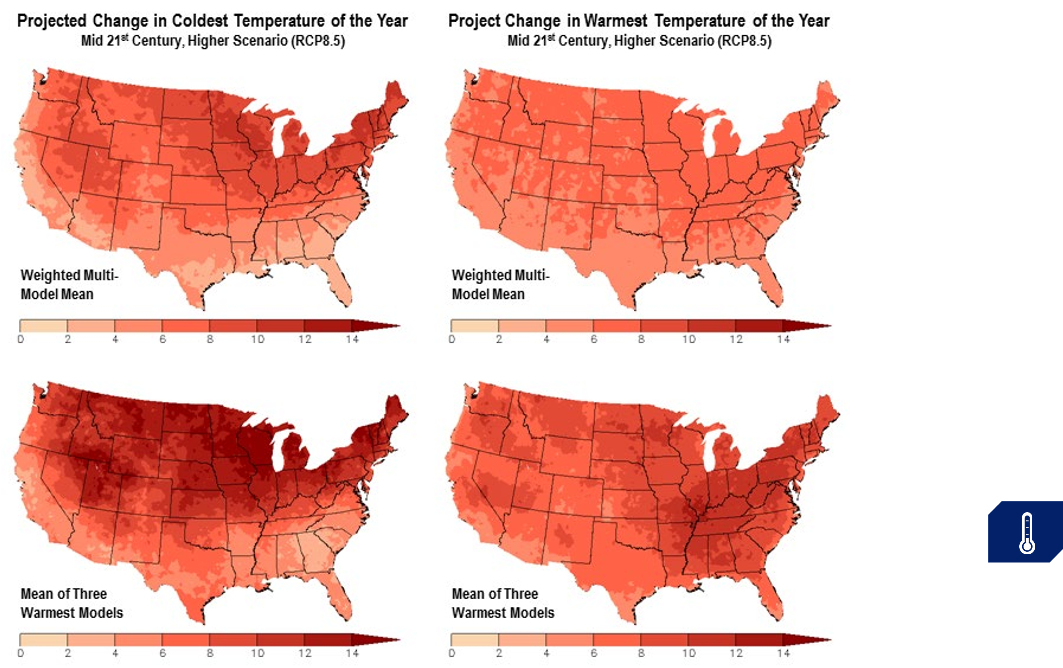 Projected Change in Coldest Temperature of the Year
Mid 21st Century, Higher Scenario (RCP8.5)
Weighted Multi-
Model Mean
0 2 4 6 8 10 12 14
Project Change in Warmest Temperature of the Year
Mid 21st Century, Higher Scenario (RCP8.5)
Weighted Multi-
Model Mean
0 2 4 6 8 10 12 14
Mean of Three
Warmest Models
0 2 4 6 8 10 12 14
Mean of Three
Warmest Models
0 2 4 6 8 10 12 14